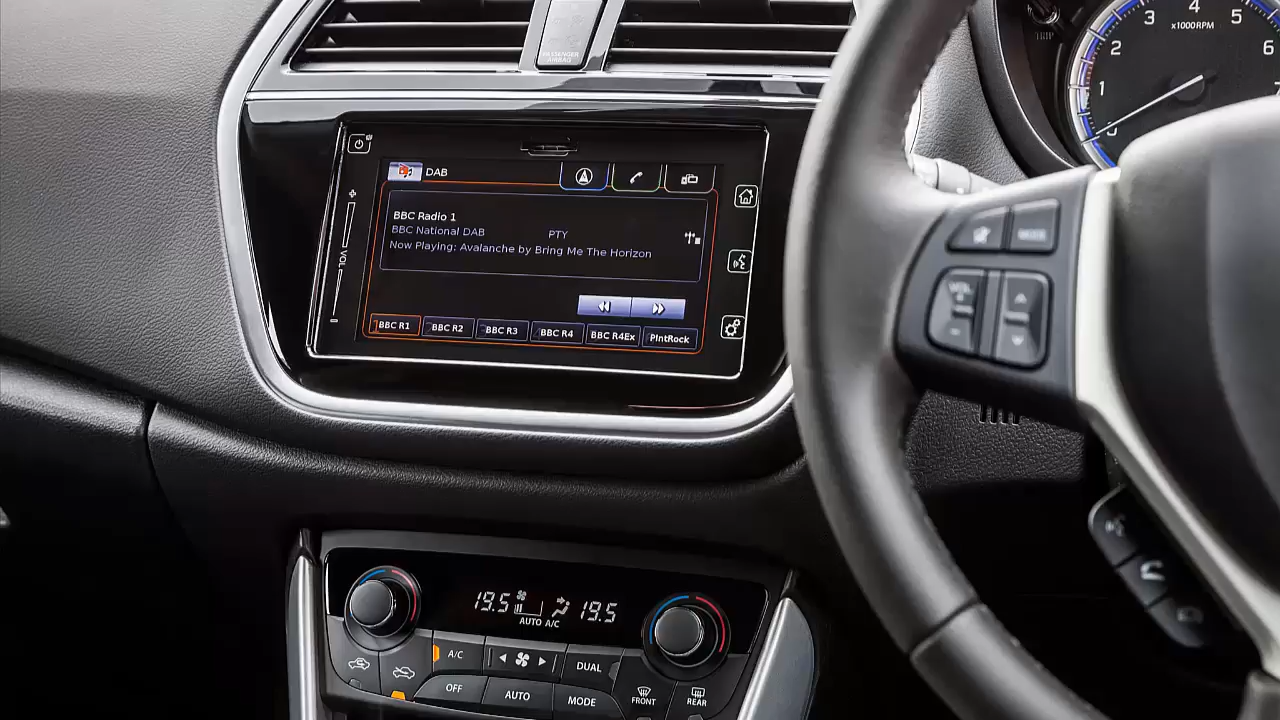 PASSENGER
AIRBAG
TRIP
1 2 3 4 5 6
x1000RPM
DAB
BBC Radio 1
BBC National DAB PTY
Now Playing: Avalanche by Bring Me The Horizon
VOL
BBC R1 BBC R2 BBC R3 BBC R4 BBC R4Ex PlntRock
MODE
VOL
19.5 19.5
AUTO A/C
A/C DUAL
OFF AUTO MODE FRONT REAR